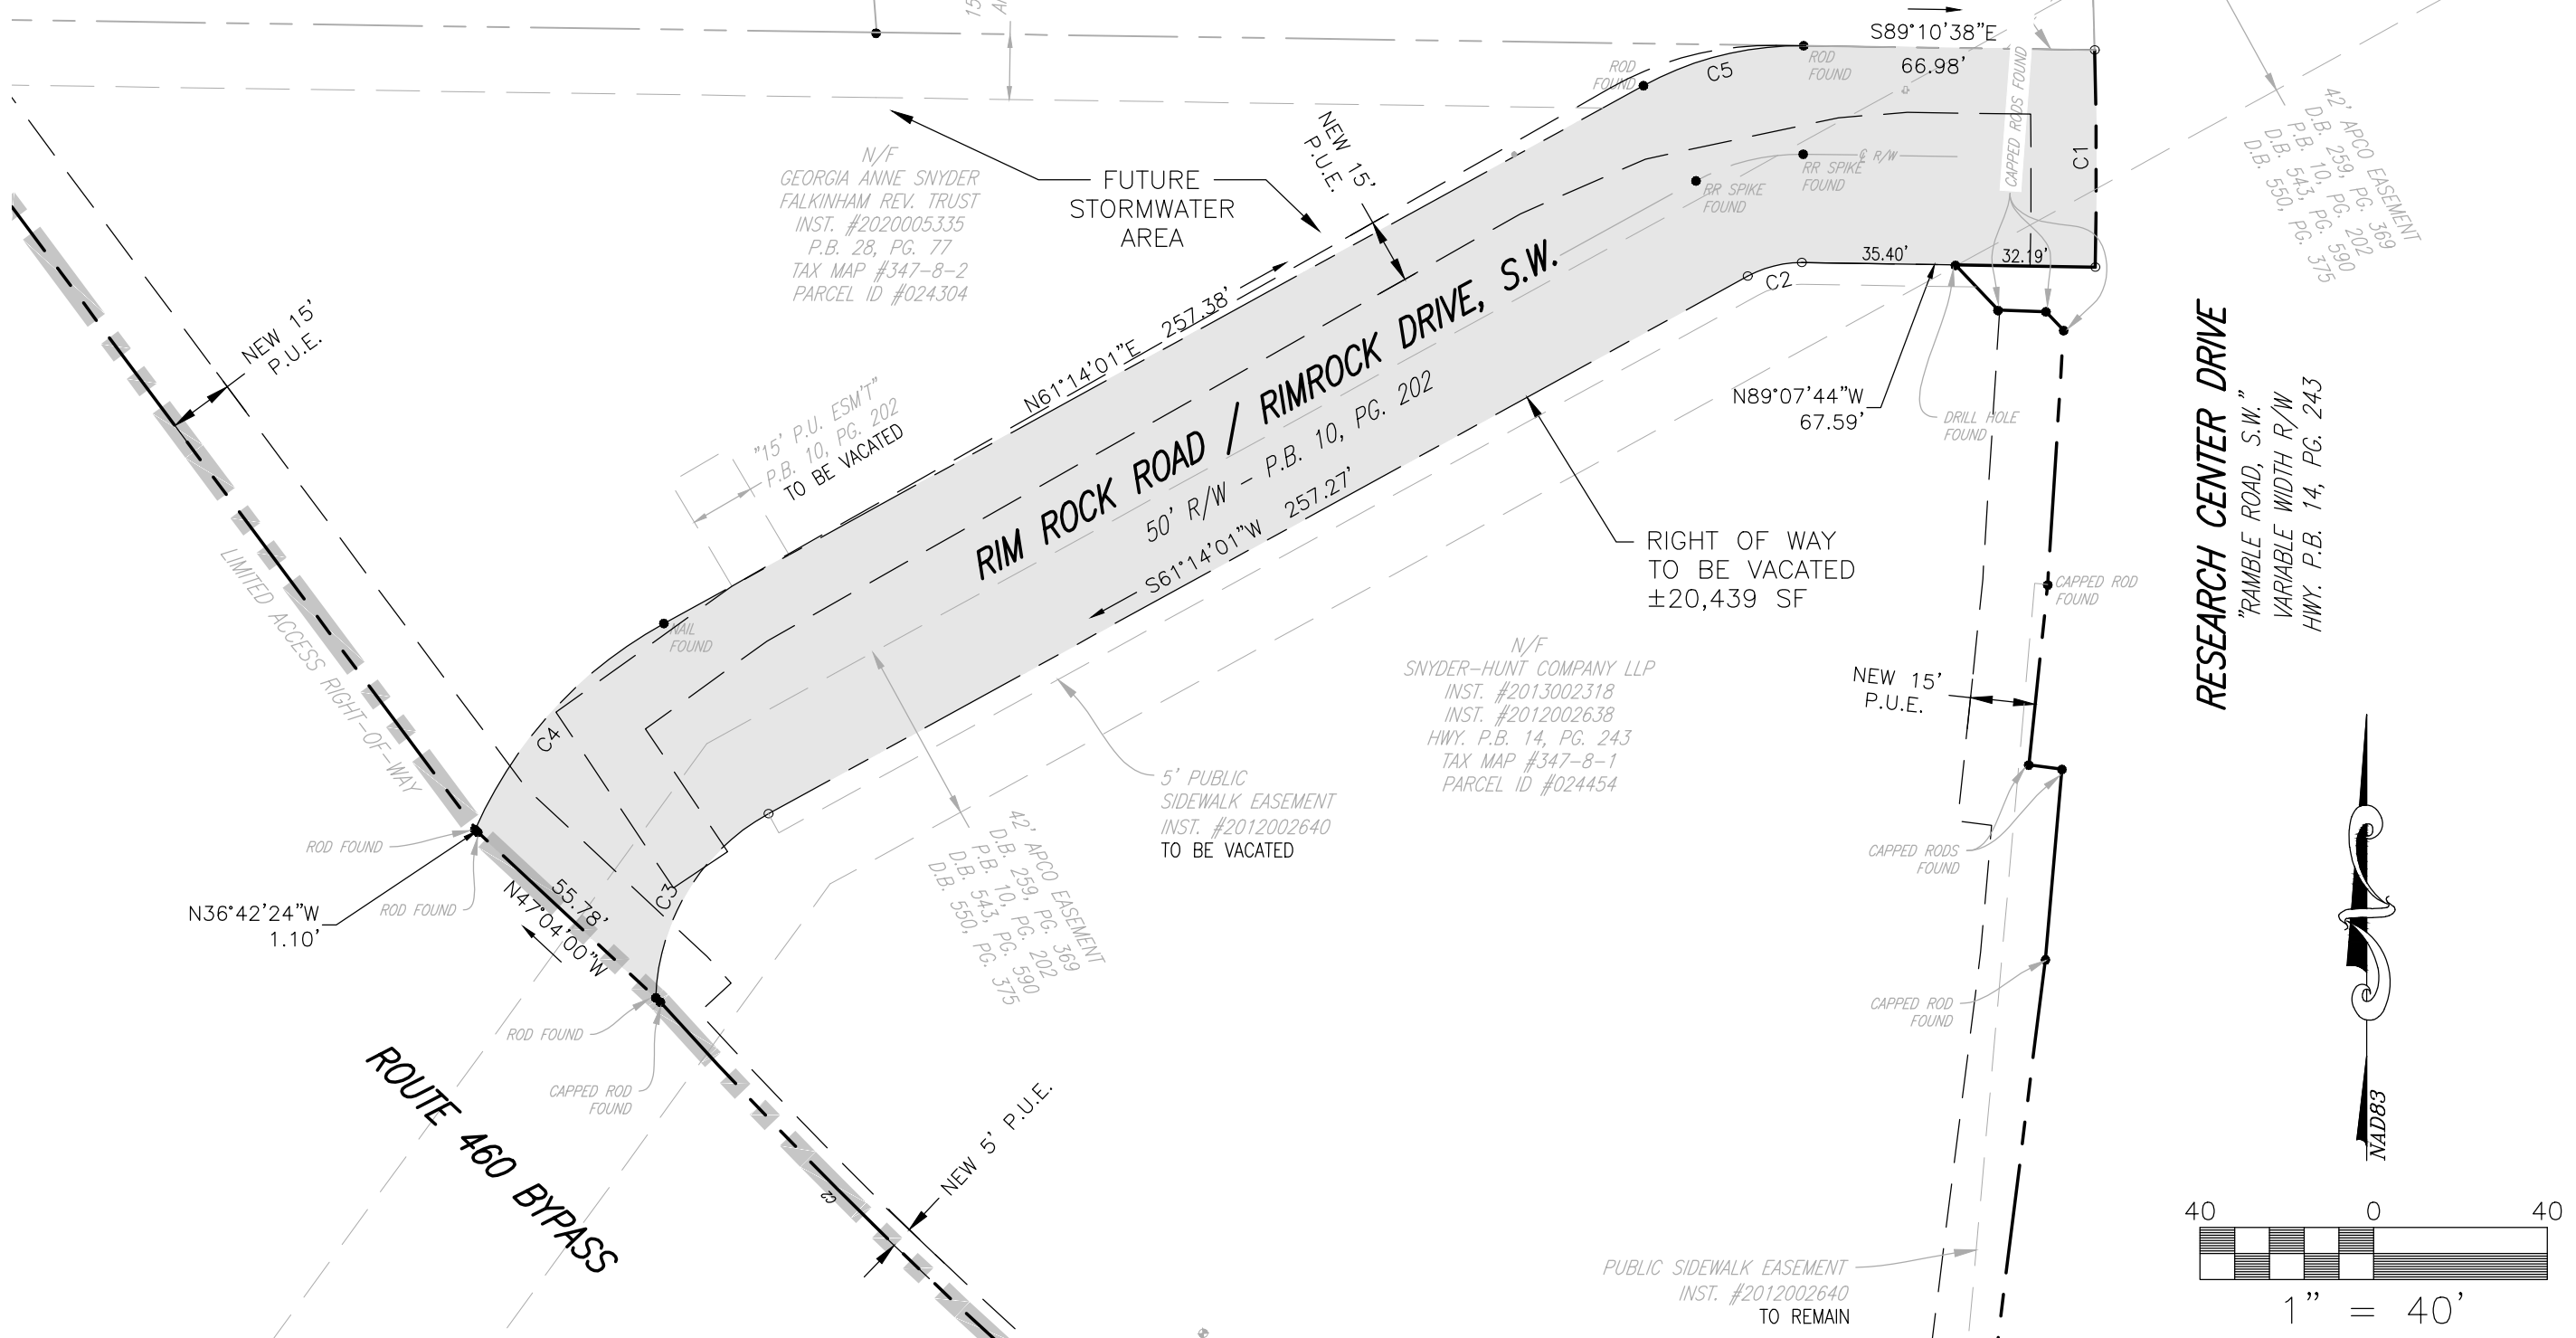 S89°10'38"E
66.98'
ROD
FOUND
C5
ROD
FOUND
CAPPED RODS FOUND
C1
42' APCO EASEMENT
D.B. 259, PG. 369
P.B. 10, PG. 202
D.B. 543, PG. 590
D.B. 550, PG. 375
N/F
GEORGIA ANNE SNYDER
FALKINHAM REV. TRUST
INST. #2020005335
P.B. 28, PG. 77
TAX MAP #347-8-2
PARCEL ID #024304
FUTURE
STORMWATER
AREA
NEW 15'
P.U.E.
RR SPIKE
FOUND
RR SPIKE
FOUND
℄ R/W
35.40'
32.19'
C2
N89°07'44"W
67.59'
DRILL HOLE
FOUND
NEW 15'
P.U.E.
N61°14'01"E 257.38'
RIM ROCK ROAD / RIMROCK DRIVE, S.W.
50' R/W - P.B. 10, PG. 202
S61°14'01"W 257.27'
"15' P.U. ESM'T"
P.B. 10, PG. 202
TO BE VACATED
RIGHT OF WAY
TO BE VACATED
±20,439 SF
RESEARCH CENTER DRIVE
"RAMBLE ROAD, S.W."
VARIABLE WIDTH R/W
HWY. P.B. 14, PG. 243
CAPPED ROD
FOUND
LIMITED ACCESS RIGHT-OF-WAY
NAIL
FOUND
N/F
SNYDER-HUNT COMPANY LLP
INST. #2013002318
INST. #2012002638
HWY. P.B. 14, PG. 243
TAX MAP #347-8-1
PARCEL ID #024454
NEW 15'
P.U.E.
C4
5' PUBLIC
SIDEWALK EASEMENT
INST. #2012002640
TO BE VACATED
ROD FOUND
C3
42' APCO EASEMENT
D.B. 259, PG. 369
P.B. 10, PG. 202
D.B. 543, PG. 590
D.B. 550, PG. 375
CAPPED RODS
FOUND
N36°42'24"W
1.10'
ROD FOUND
55.78'
N47°04'00"W
ROD FOUND
CAPPED ROD
FOUND
CAPPED ROD
FOUND
ROUTE 460 BYPASS
NEW 5' P.U.E.
C2
NAD83
PUBLIC SIDEWALK EASEMENT
INST. #2012002640
TO REMAIN
40 0 40
1" = 40'